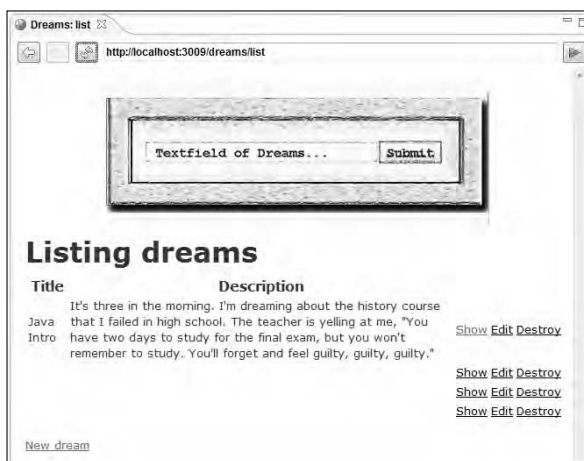 Dreams: list
http://localhost:3009/dreams/list
Textfield of Dreams... Submit
Listing dreams
Title Description
It's three in the morning. I'm dreaming about the history course
Java that I failed in high school. The teacher is yelling at me, "You Show Edit Destroy
Intro have two days to study for the final exam, but you won't
remember to study. You'll forget and feel guilty, guilty, guilty."
Show Edit Destroy
Show Edit Destroy
Show Edit Destroy
New dream